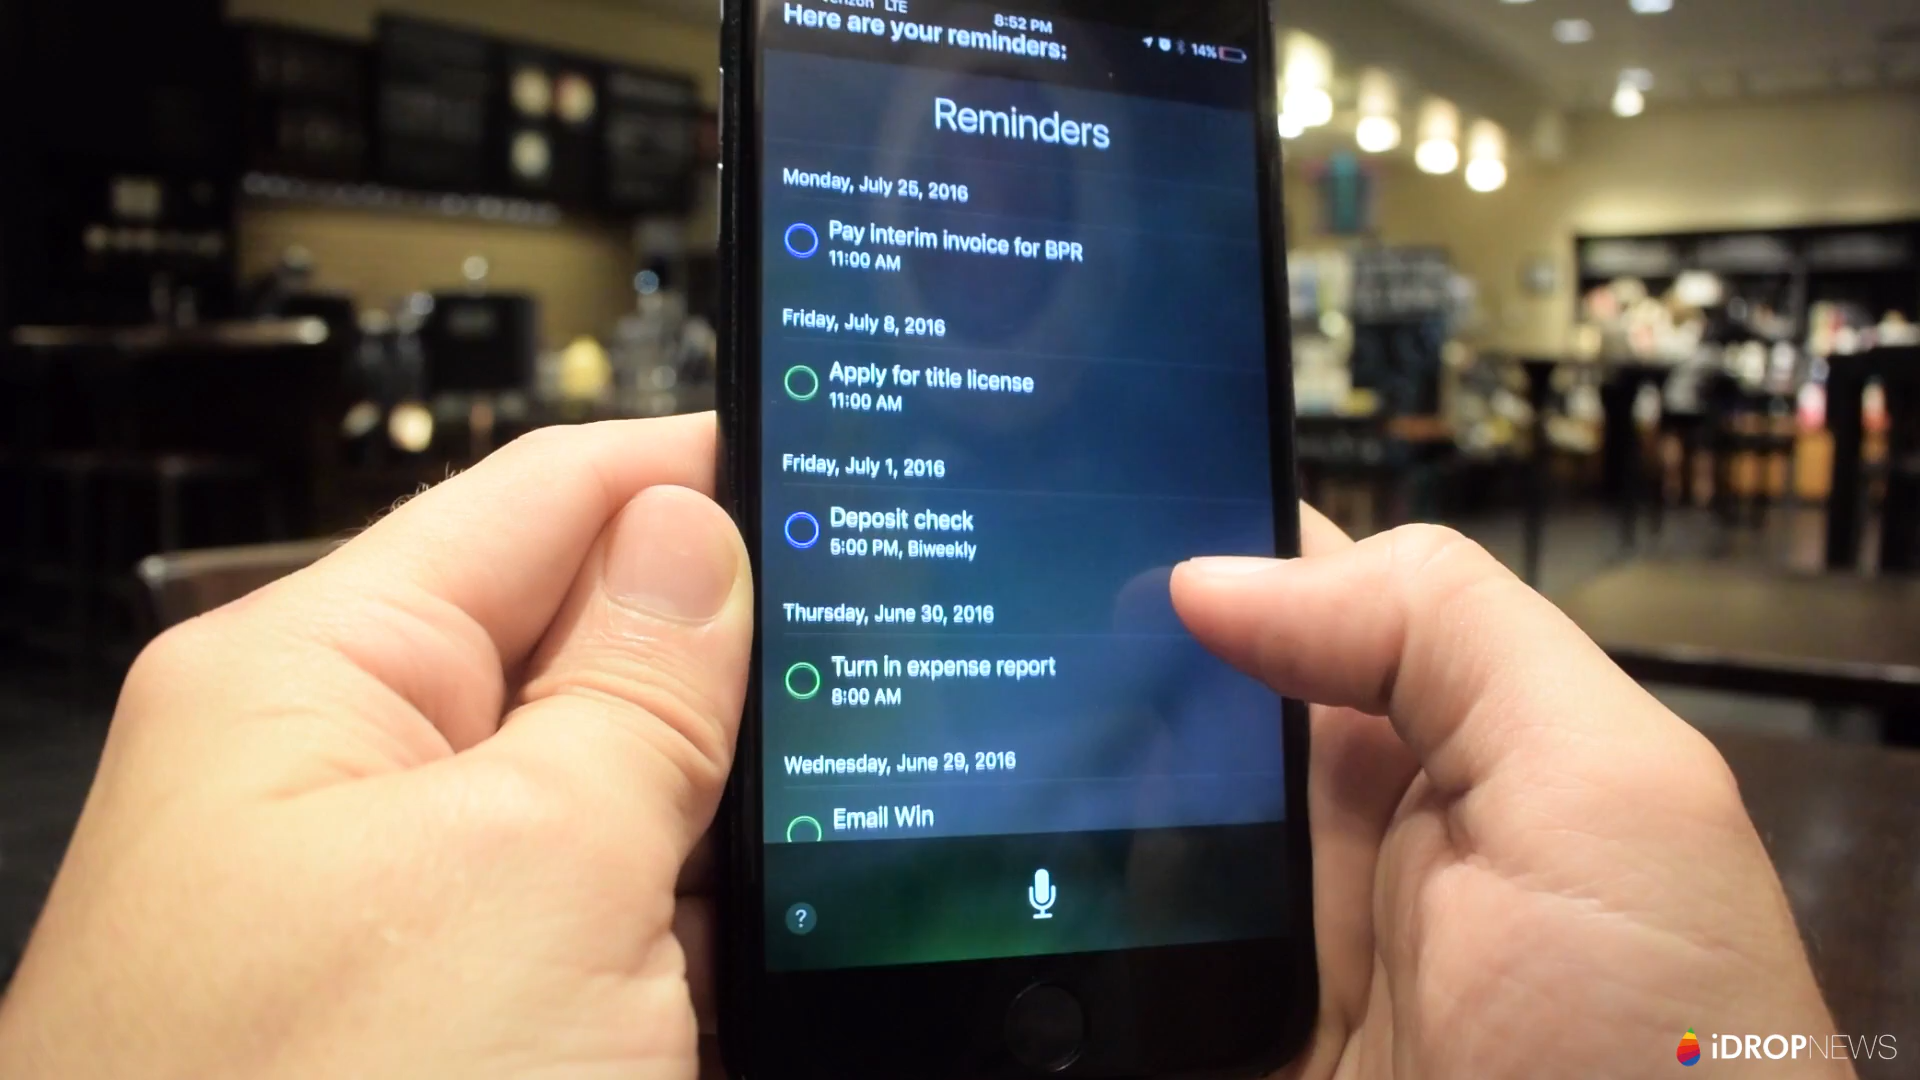 LTE
8:52 PM
14%
Here are your reminders:
Reminders
Monday, July 25, 2016
Pay interim invoice for BPR
11:00 AM
Friday, July 8, 2016
Apply for title license
11:00 AM
Friday, July 1, 2016
Deposit check
5:00 PM, Biweekly
Thursday, June 30, 2016
Turn in expense report
8:00 AM
Wednesday, June 29, 2016
Email Win
?
iDROPNEWS